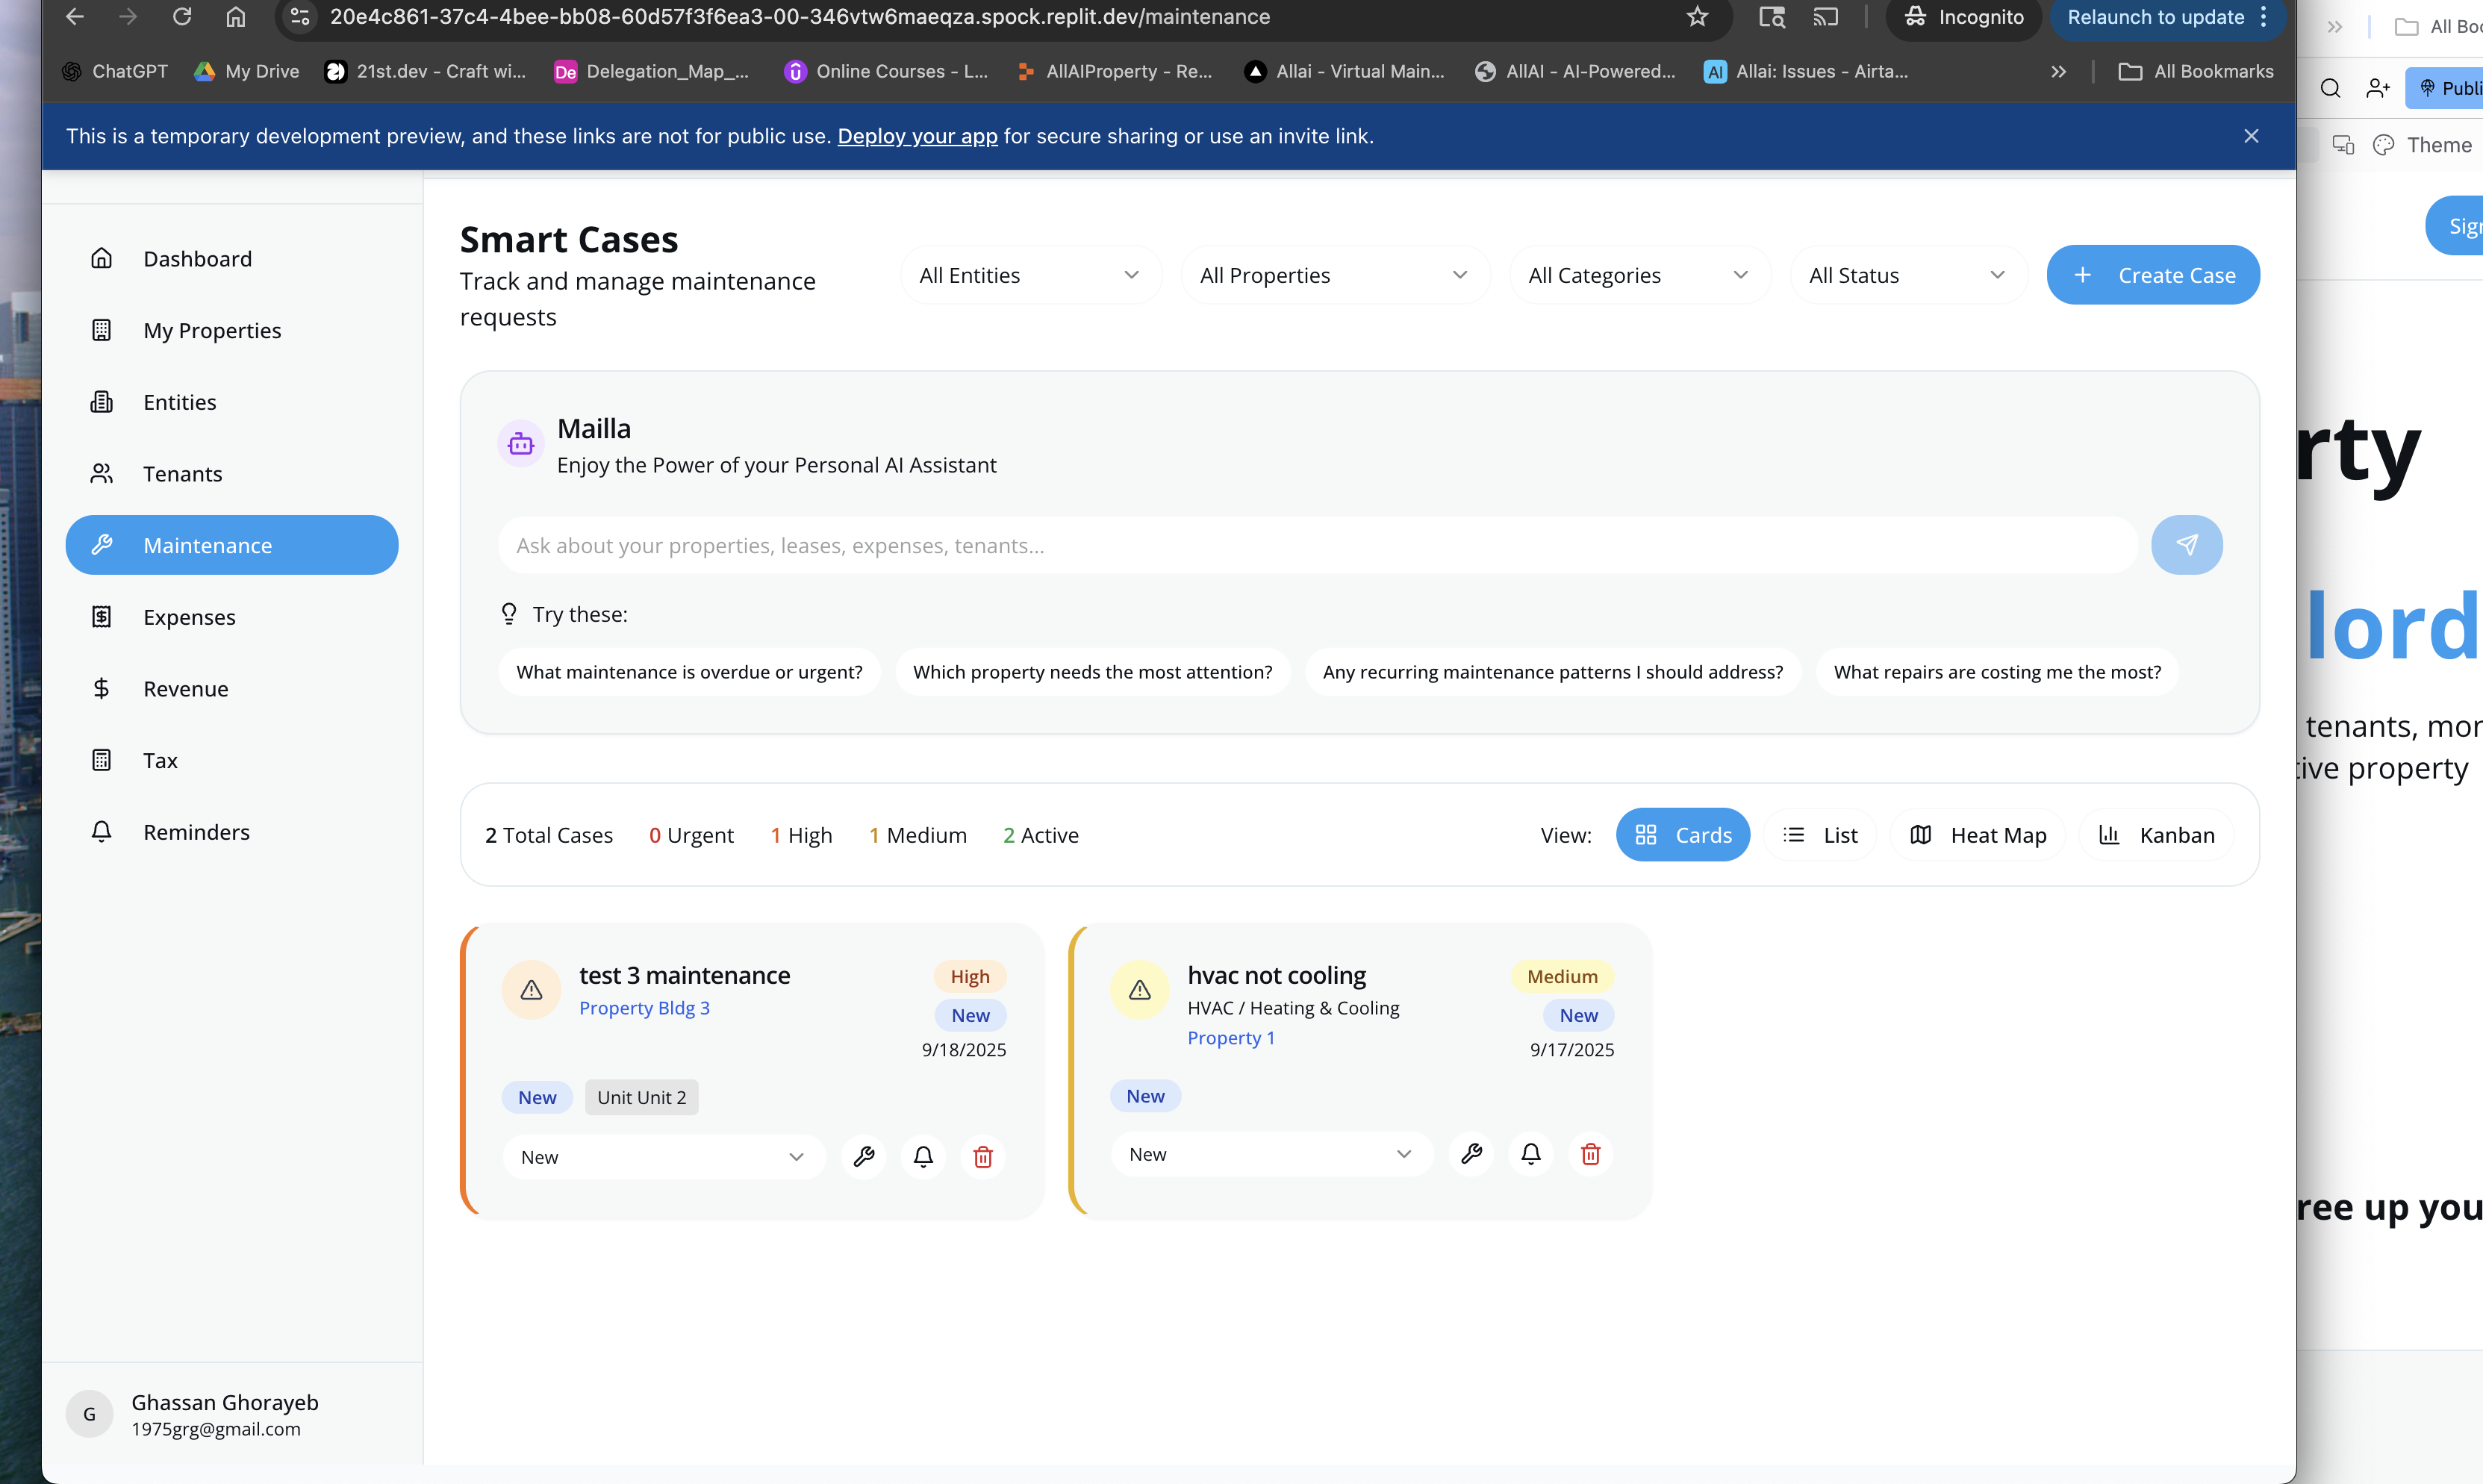 20e4c861-37c4-4bee-bb08-60d57f3f6ea3-00-346vtw6maeqza.spock.replit.dev/maintenance
Incognito
Relaunch to update
All Boo
ChatGPT
My Drive
21st.dev - Craft wi...
De
Delegation_Map_...
Online Courses - L...
AllAIProperty - Re...
Allai - Virtual Main...
AllAI - AI-Powered...
AI
Allai: Issues - Airta...
All Bookmarks
Publi
This is a temporary development preview, and these links are not for public use. Deploy your app for secure sharing or use an invite link.
Theme
Dashboard
My Properties
Entities
Tenants
Maintenance
Expenses
Revenue
Tax
Reminders
G
Ghassan Ghorayeb
1975grg@gmail.com
Smart Cases
Track and manage maintenance
requests
All Entities
All Properties
All Categories
All Status
+ Create Case
Mailla
Enjoy the Power of your Personal AI Assistant
Ask about your properties, leases, expenses, tenants...
Try these:
What maintenance is overdue or urgent?
Which property needs the most attention?
Any recurring maintenance patterns I should address?
What repairs are costing me the most?
2 Total Cases
0 Urgent
1 High
1 Medium
2 Active
View:
Cards
List
Heat Map
Kanban
test 3 maintenance
Property Bldg 3
High
New
9/18/2025
New
Unit Unit 2
New
hvac not cooling
HVAC / Heating & Cooling
Property 1
Medium
New
9/17/2025
New
New
Sig
rty
lord
tenants, mor
tive property
ree up you